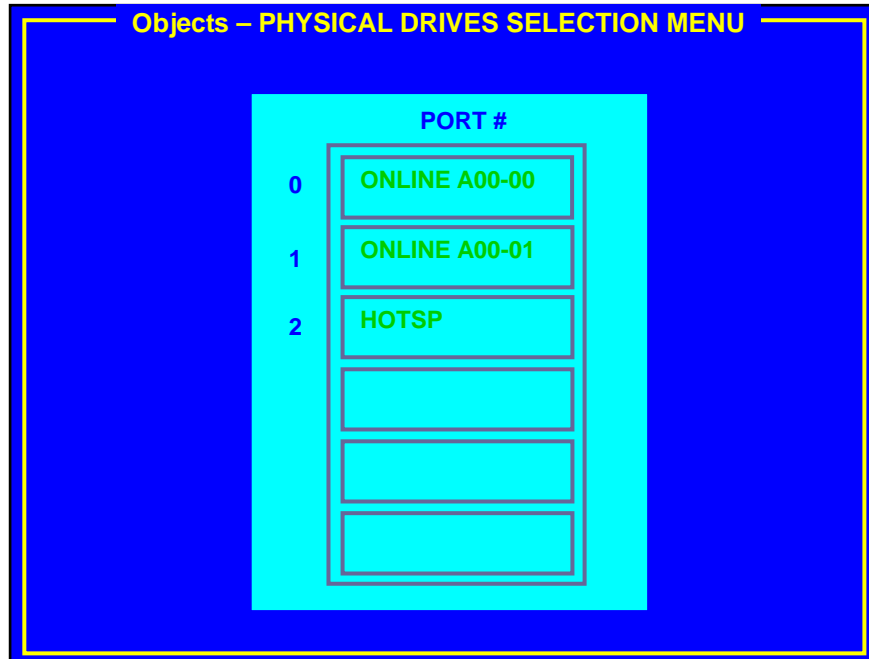 Objects – PHYSICAL DRIVES SELECTION MENU
PORT #
0 ONLINE A00-00
1 ONLINE A00-01
2 HOTSP